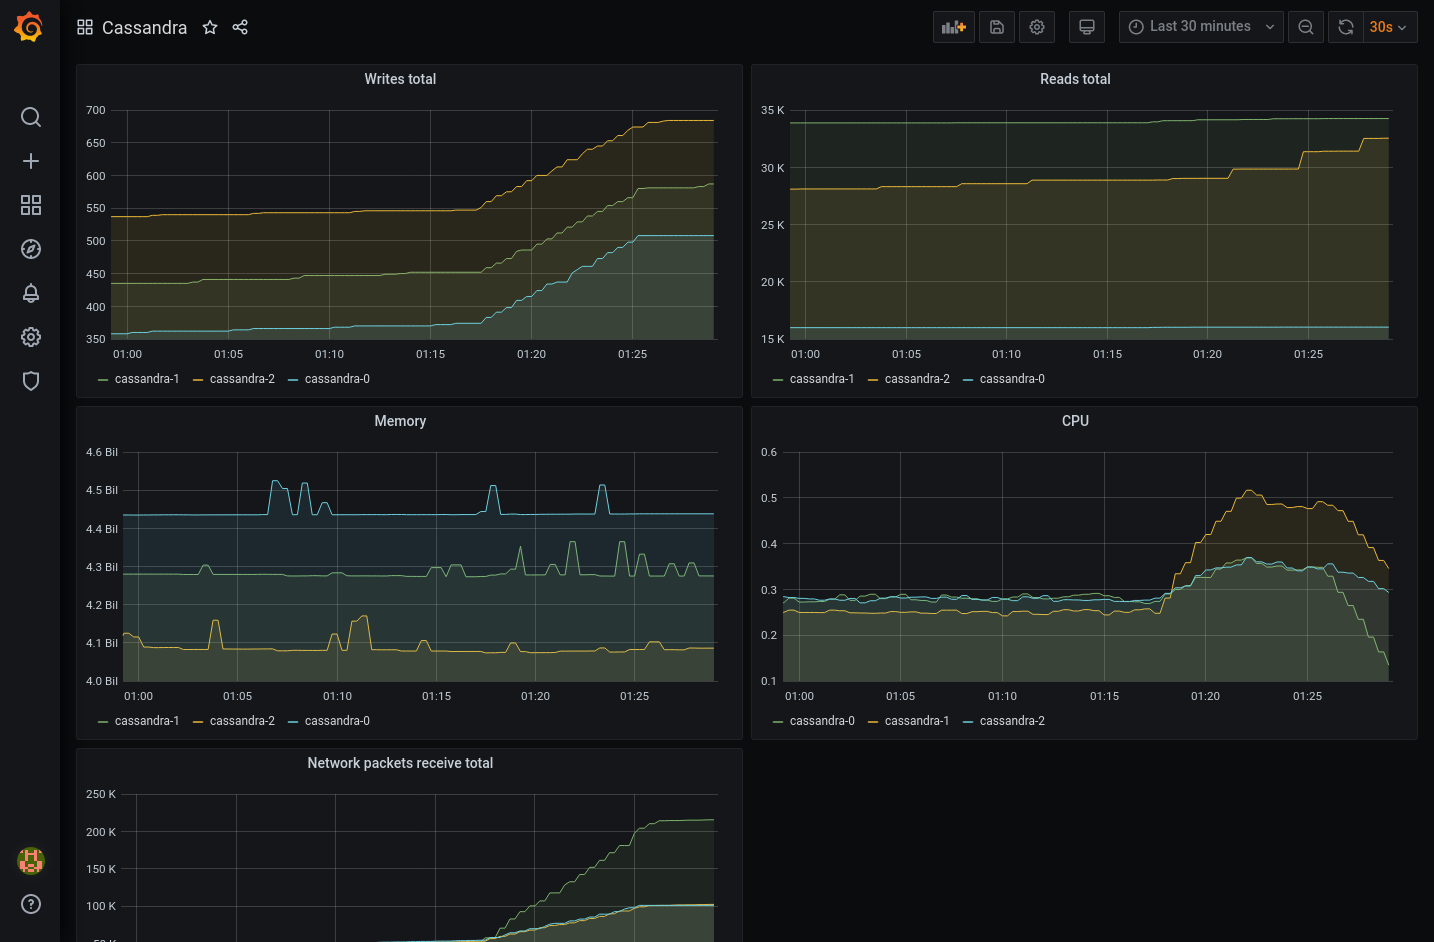 Cassandra
Last 30 minutes
30s
Writes total
700
650
600
550
500
450
400
350
01:00 01:05 01:10 01:15 01:20 01:25
cassandra-1 cassandra-2 cassandra-0
Reads total
35 K
30 K
25 K
20 K
15 K
01:00 01:05 01:10 01:15 01:20 01:25
cassandra-1 cassandra-2 cassandra-0
Memory
4.6 Bil
4.5 Bil
4.4 Bil
4.3 Bil
4.2 Bil
4.1 Bil
4.0 Bil
01:00 01:05 01:10 01:15 01:20 01:25
cassandra-1 cassandra-2 cassandra-0
CPU
0.6
0.5
0.4
0.3
0.2
0.1
01:00 01:05 01:10 01:15 01:20 01:25
cassandra-0 cassandra-1 cassandra-2
Network packets receive total
250 K
200 K
150 K
100 K